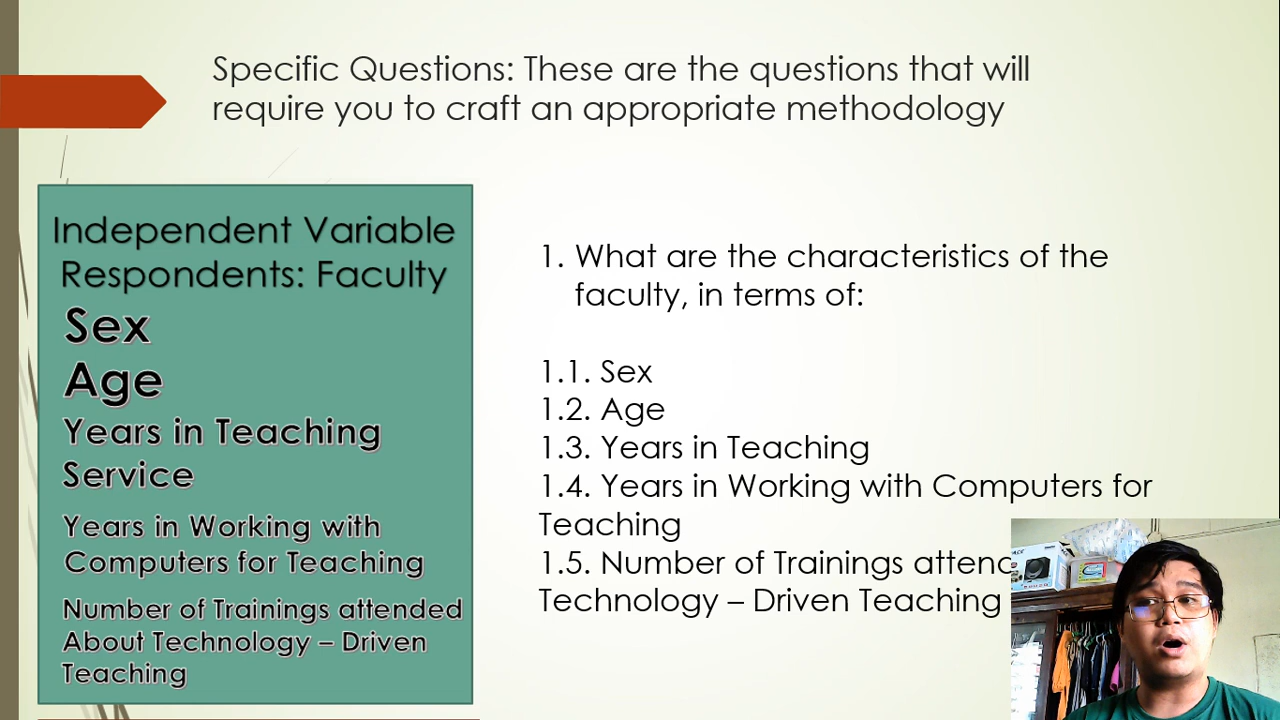 Specific Questions: These are the questions that will
require you to craft an appropriate methodology
Independent Variable
Respondents: Faculty
Sex
Age
Years in Teaching
Service
Years in Working with
Computers for Teaching
Number of Trainings attended
About Technology – Driven
Teaching
1. What are the characteristics of the
faculty, in terms of:
1.1. Sex
1.2. Age
1.3. Years in Teaching
1.4. Years in Working with Computers for
Teaching
1.5. Number of Trainings
Technology – Driven Teaching